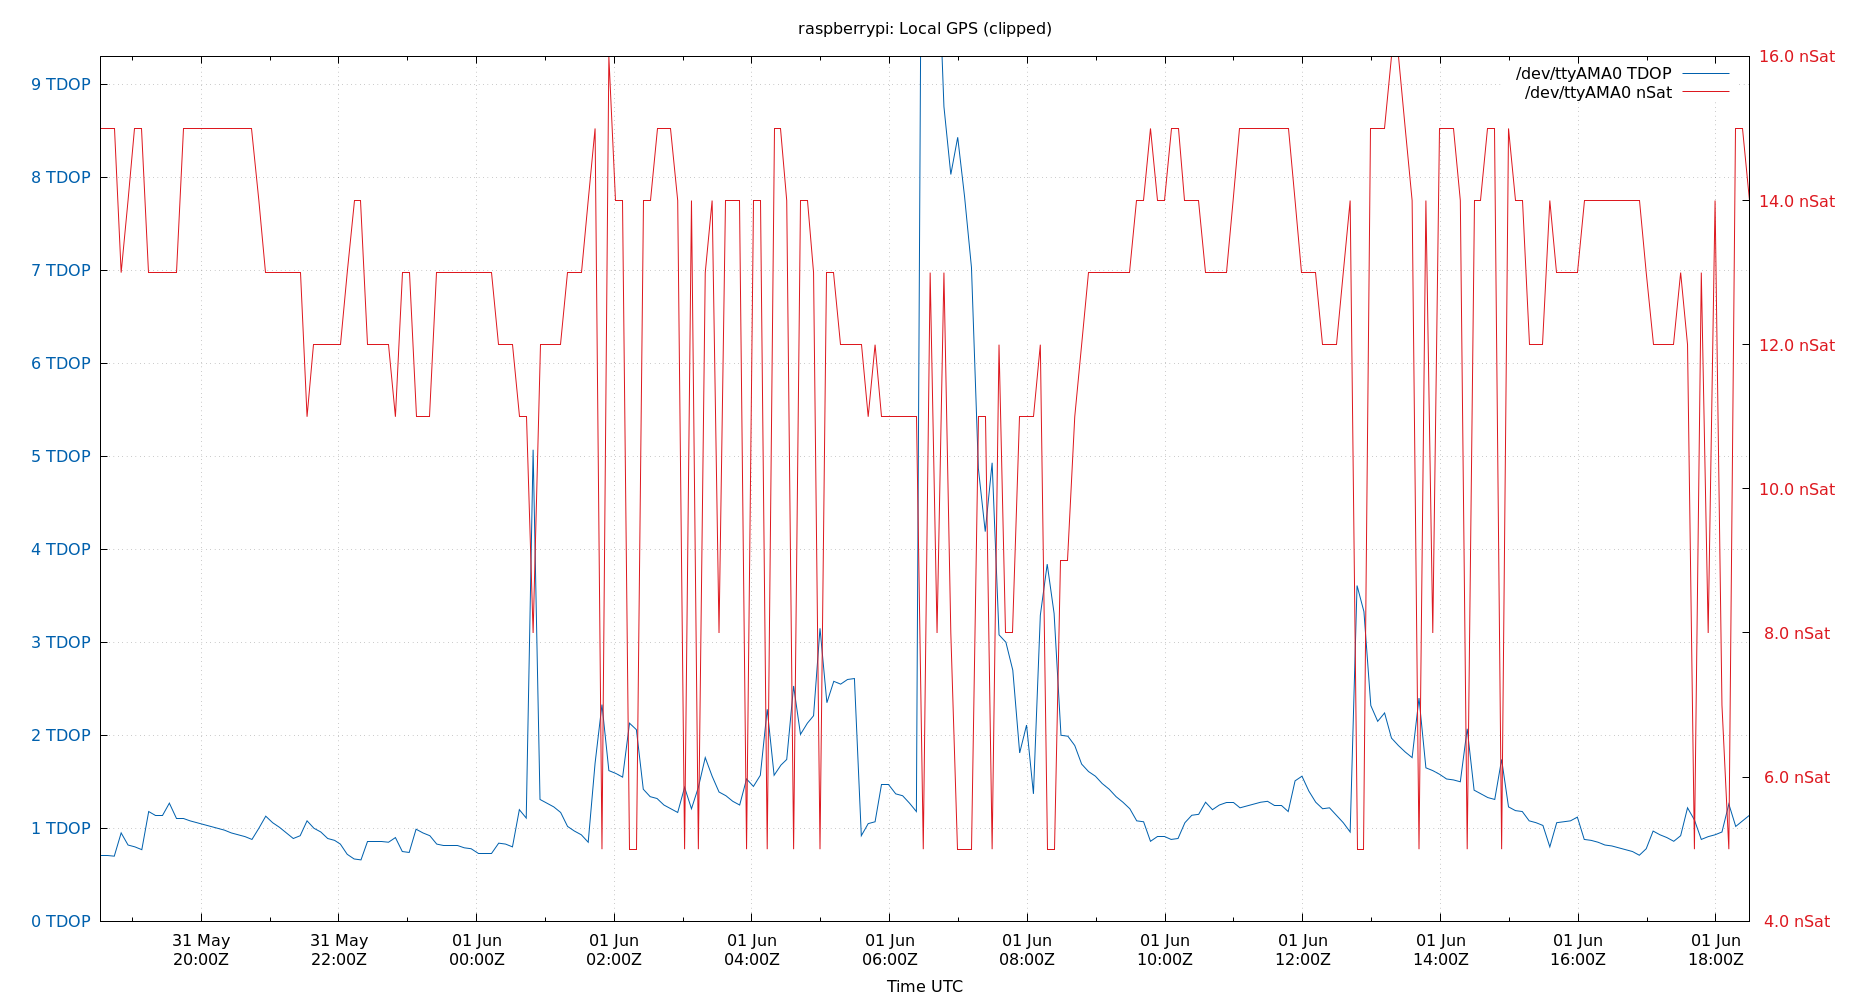 raspberrypi: Local GPS (clipped)
/dev/ttyAMA0 TDOP
/dev/ttyAMA0 nSat
9 TDOP
8 TDOP
7 TDOP
6 TDOP
5 TDOP
4 TDOP
3 TDOP
2 TDOP
1 TDOP
0 TDOP
16.0 nSat
14.0 nSat
12.0 nSat
10.0 nSat
8.0 nSat
6.0 nSat
4.0 nSat
31 May 31 May 01 Jun 01 Jun 01 Jun 01 Jun 01 Jun 01 Jun 01 Jun 01 Jun 01 Jun 01 Jun
20:00Z 22:00Z 00:00Z 02:00Z 04:00Z 06:00Z 08:00Z 10:00Z 12:00Z 14:00Z 16:00Z 18:00Z
Time UTC